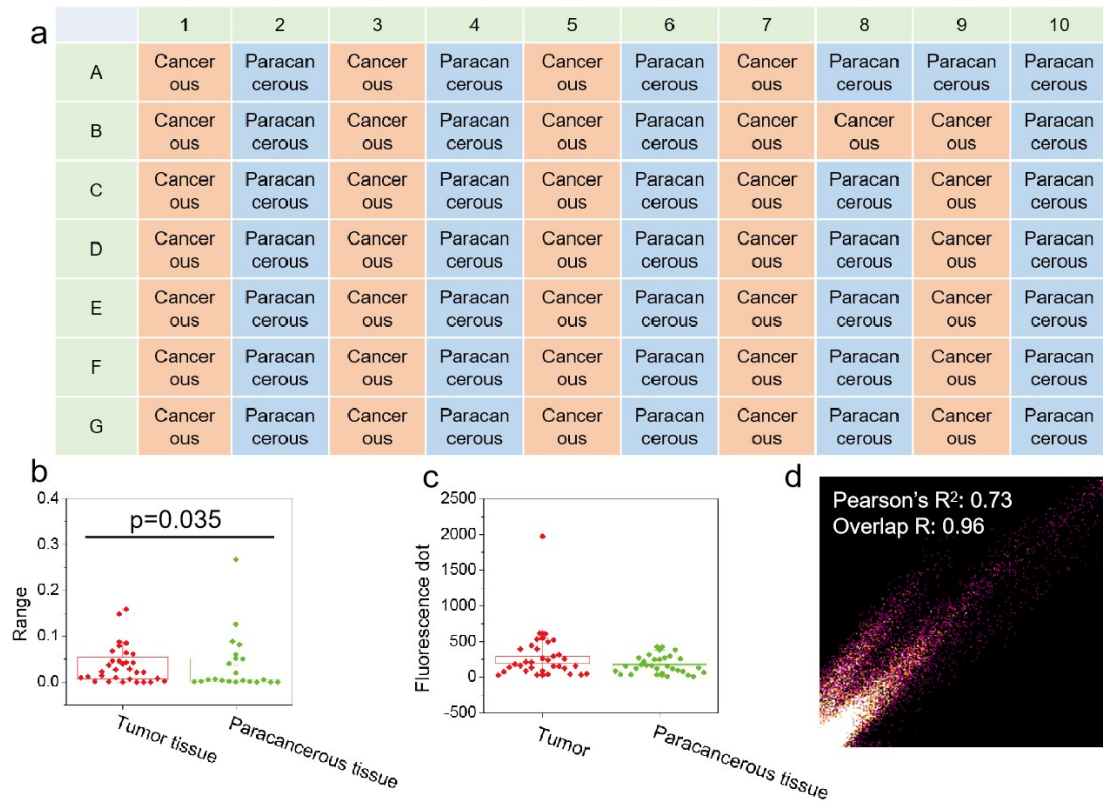 a
1 2 3 4 5 6 7 8 9 10
A Cancer Paracan Cancer Paracan Cancer Paracan Cancer Paracan Paracan Paracan
ous cerous ous cerous ous cerous ous cerous cerous cerous
B Cancer Paracan Cancer Paracan Cancer Paracan Cancer Cancer Cancer Paracan
ous cerous ous cerous ous cerous ous ous ous cerous
C Cancer Paracan Cancer Paracan Cancer Paracan Cancer Paracan Cancer Paracan
ous cerous ous cerous ous cerous ous cerous ous cerous
D Cancer Paracan Cancer Paracan Cancer Paracan Cancer Paracan Cancer Paracan
ous cerous ous cerous ous cerous ous cerous ous cerous
E Cancer Paracan Cancer Paracan Cancer Paracan Cancer Paracan Cancer Paracan
ous cerous ous cerous ous cerous ous cerous ous cerous
F Cancer Paracan Cancer Paracan Cancer Paracan Cancer Paracan Cancer Paracan
ous cerous ous cerous ous cerous ous cerous ous cerous
G Cancer Paracan Cancer Paracan Cancer Paracan Cancer Paracan Cancer Paracan
ous cerous ous cerous ous cerous ous cerous ous cerous
b
0.4
0.3
0.2
0.1
0.0
Range
p=0.035
Tumor tissue
Paracancerous tissue
c
2500
2000
1500
1000
500
0
-500
Fluorescence dot
Tumor
Paracancerous tissue
d
Pearson's R²: 0.73
Overlap R: 0.96